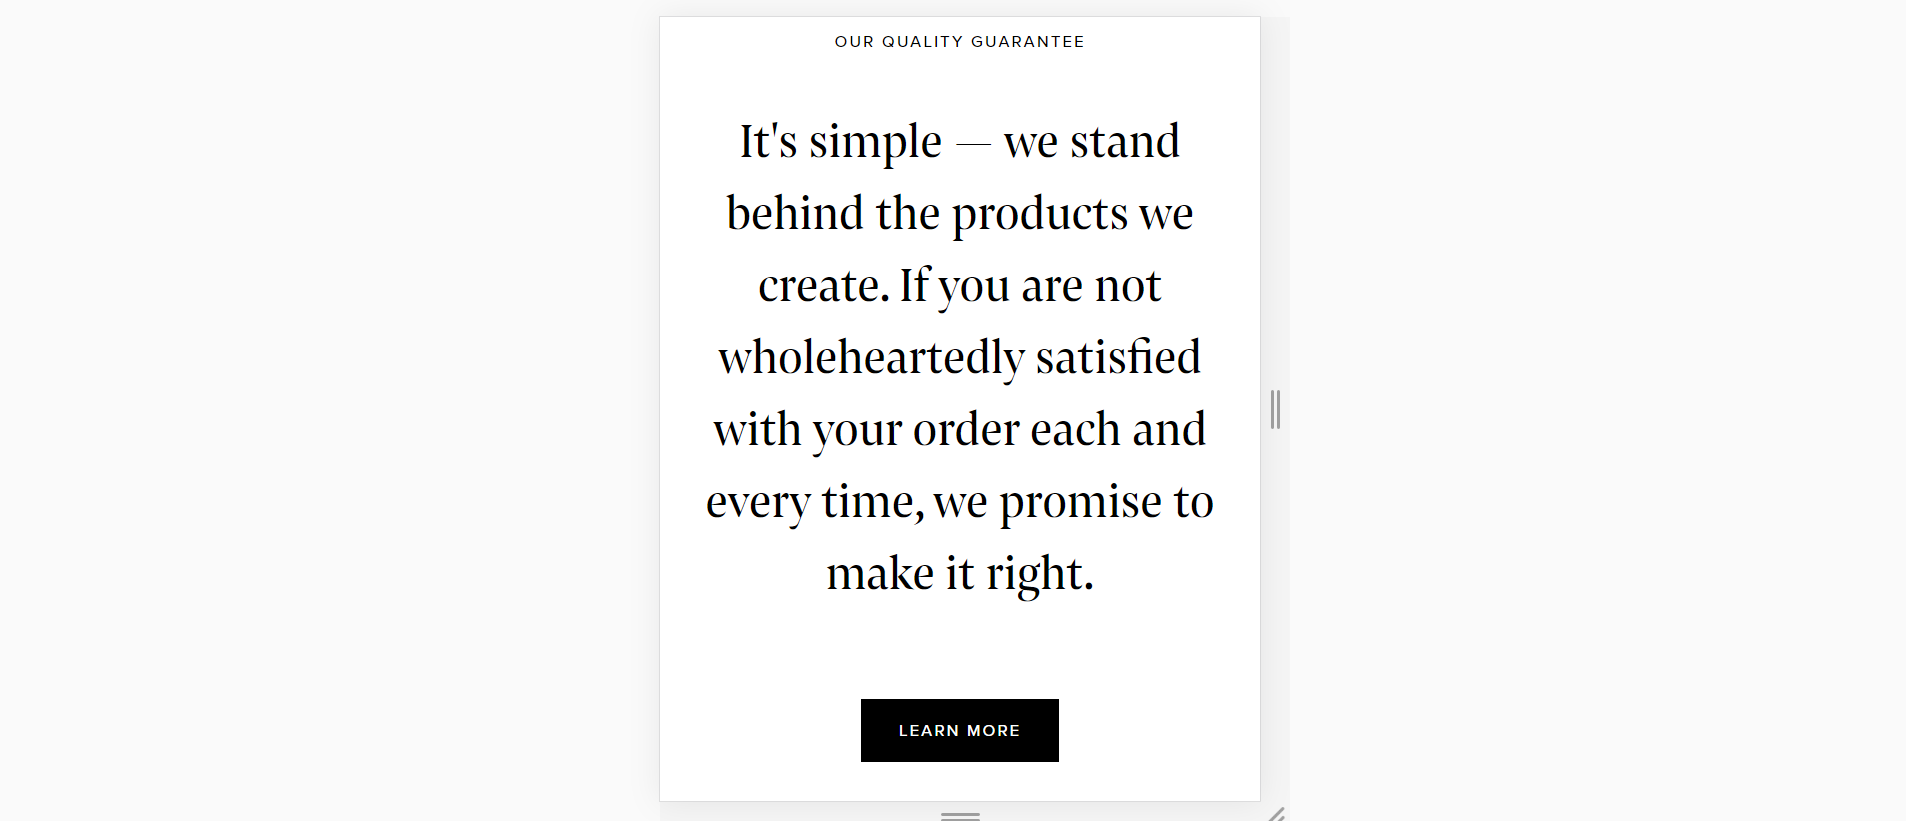 OUR QUALITY GUARANTEE
It's simple — we stand
behind the products we
create. If you are not
wholeheartedly satisfied
with your order each and
every time, we promise to
make it right.
LEARN MORE